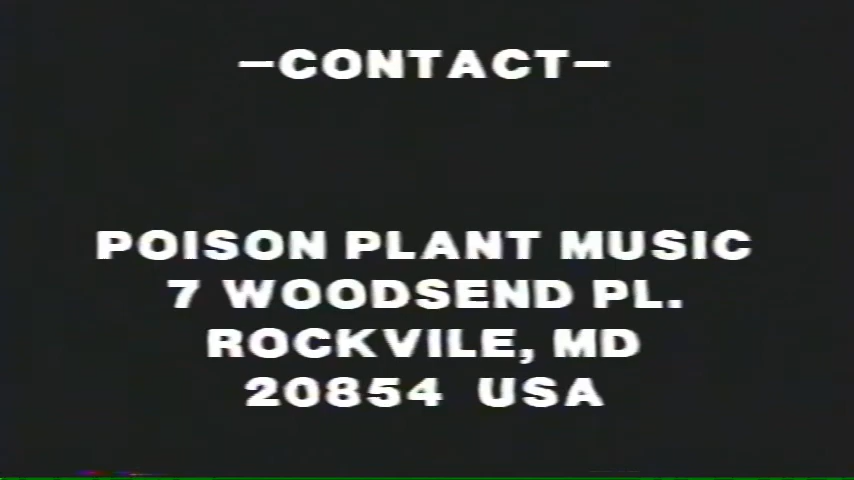 -CONTACT-
POISON PLANT MUSIC
7 WOODSEND PL.
ROCKVILE, MD
20854 USA